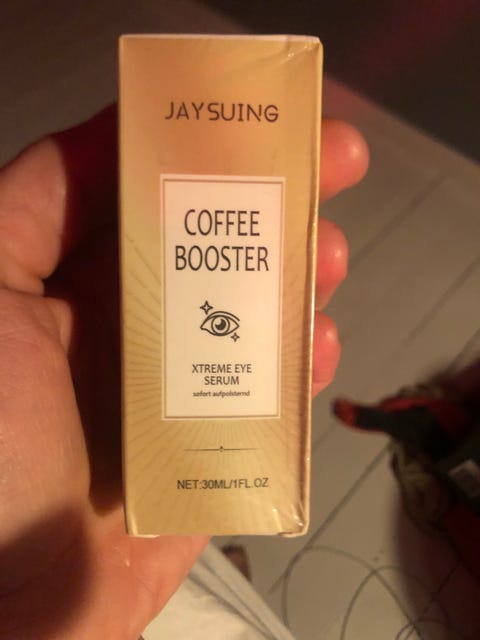 JAYSUING
COFFEE
BOOSTER
XTREME EYE
SERUM
sofort aufpolsternd
NET:30ML/1FL.OZ